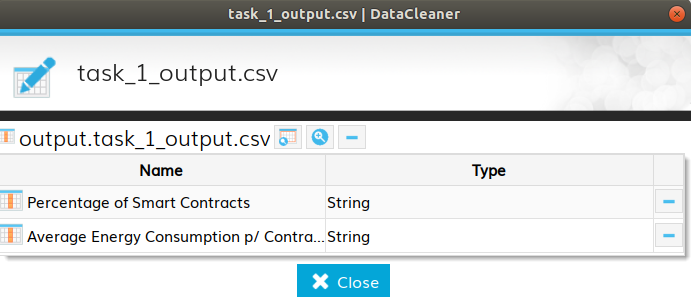 task_1_output.csv | DataCleaner
task_1_output.csv
output.task_1_output.csv
Name Type
Percentage of Smart Contracts String
Average Energy Consumption p/ Contra... String
Close